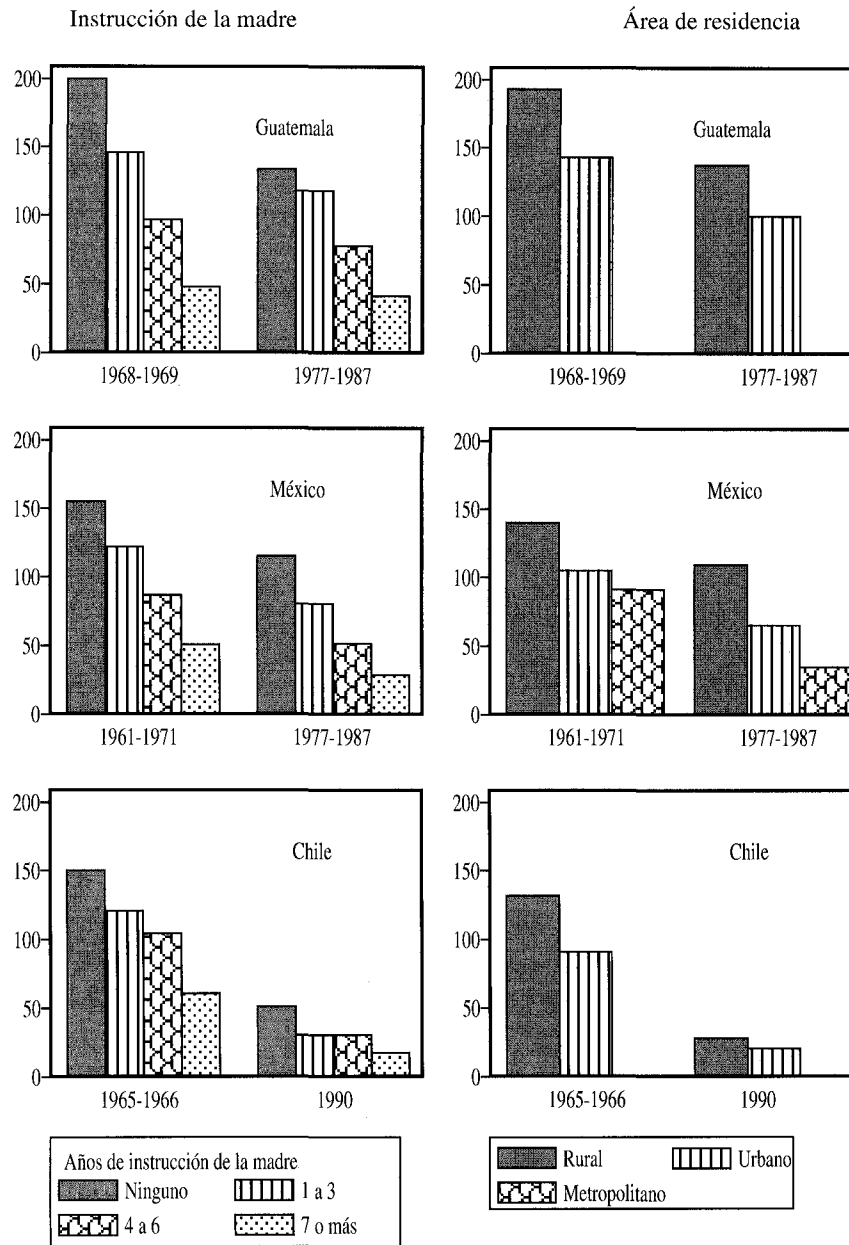 Instrucción de la madre
Área de residencia
200
150
100
50
0
Guatemala
1968-1969
1977-1987
200
150
100
50
0
Guatemala
1968-1969
1977-1987
200
150
100
50
0
México
1961-1971
1977-1987
200
150
100
50
0
México
1961-1971
1977-1987
200
150
100
50
0
Chile
1965-1966
1990
200
150
100
50
0
Chile
1965-1966
1990
Años de instrucción de la madre
Ninguno
1 a 3
4 a 6
7 o más
Rural
Urbano
Metropolitano